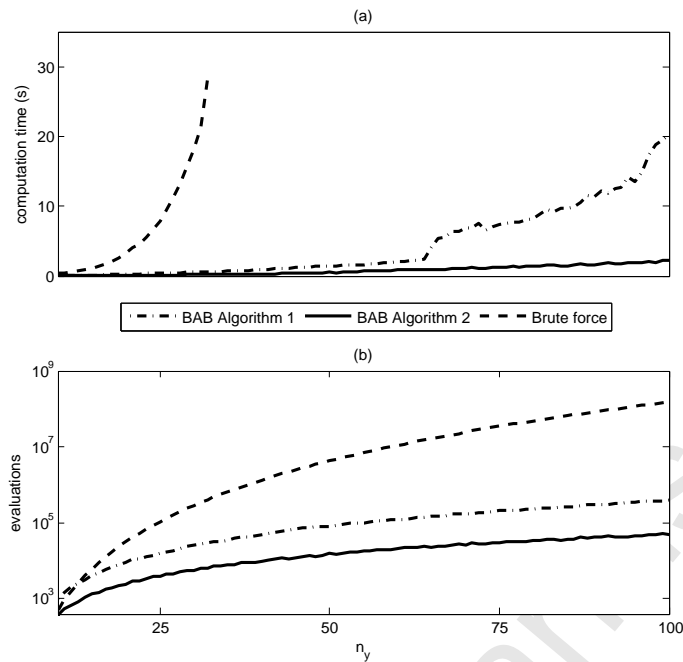 (a)
computation time (s)
30
20
10
0
BAB Algorithm 1 BAB Algorithm 2 Brute force
(b)
evaluations
10^9
10^7
10^5
10^3
25 50 75 100
n_y